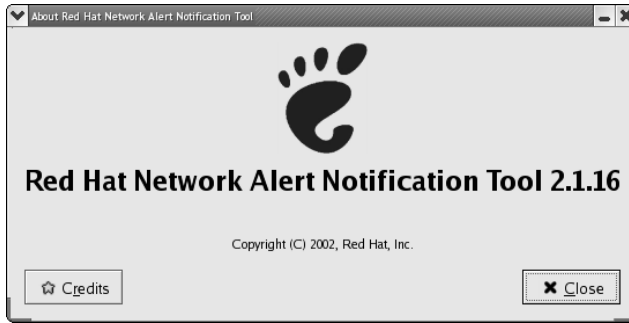 About Red Hat Network Alert Notification Tool
Red Hat Network Alert Notification Tool 2.1.16
Copyright (C) 2002, Red Hat, Inc.
Credits
Close